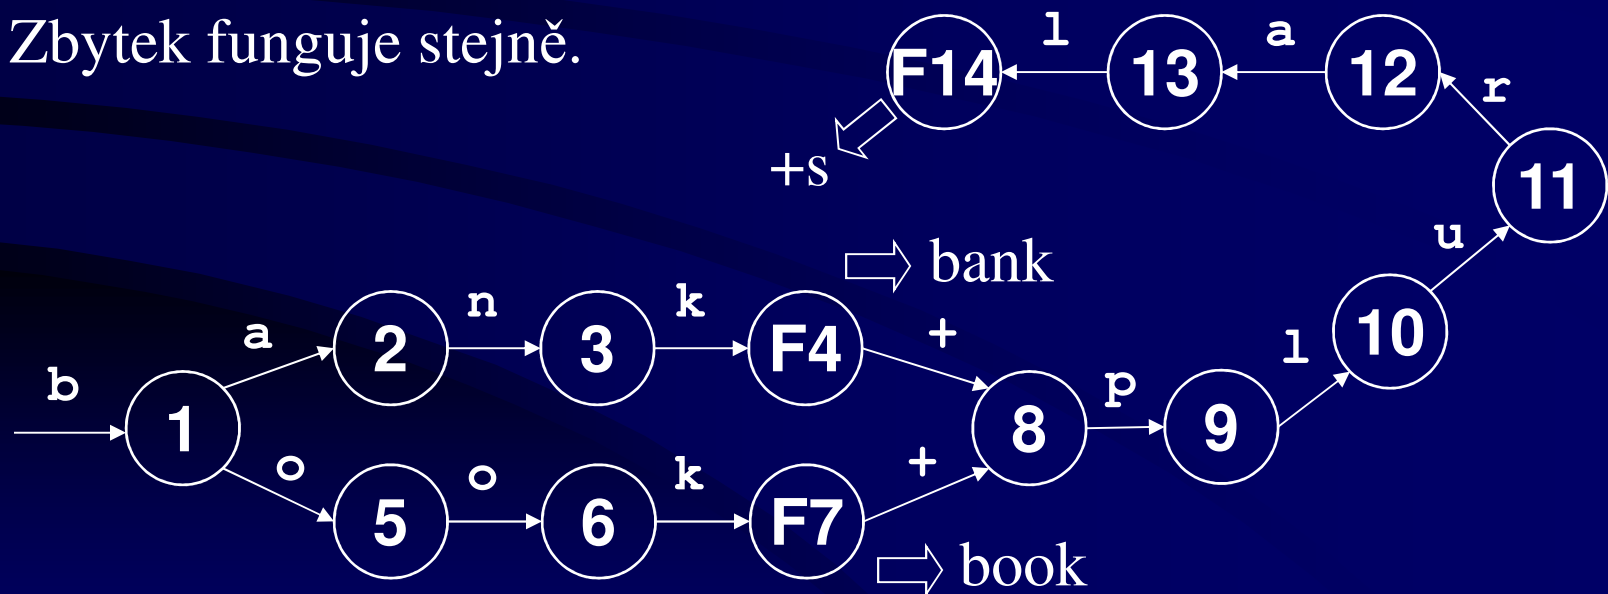 Zbytek funguje stejně.
F14 l 13 a 12 r
+s
11
u
bank
b 1 a 2 n 3 k F4 + 8 p 9 l 10
o 5 o 6 k F7 +
book